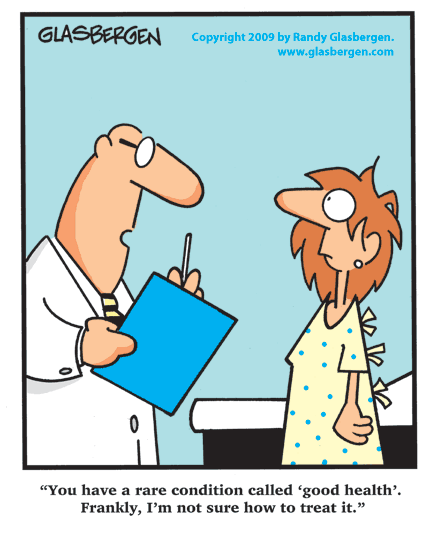 GLASBERGEN
Copyright 2009 by Randy Glasbergen.
www.glasbergen.com
“You have a rare condition called ‘good health’.
Frankly, I’m not sure how to treat it.”